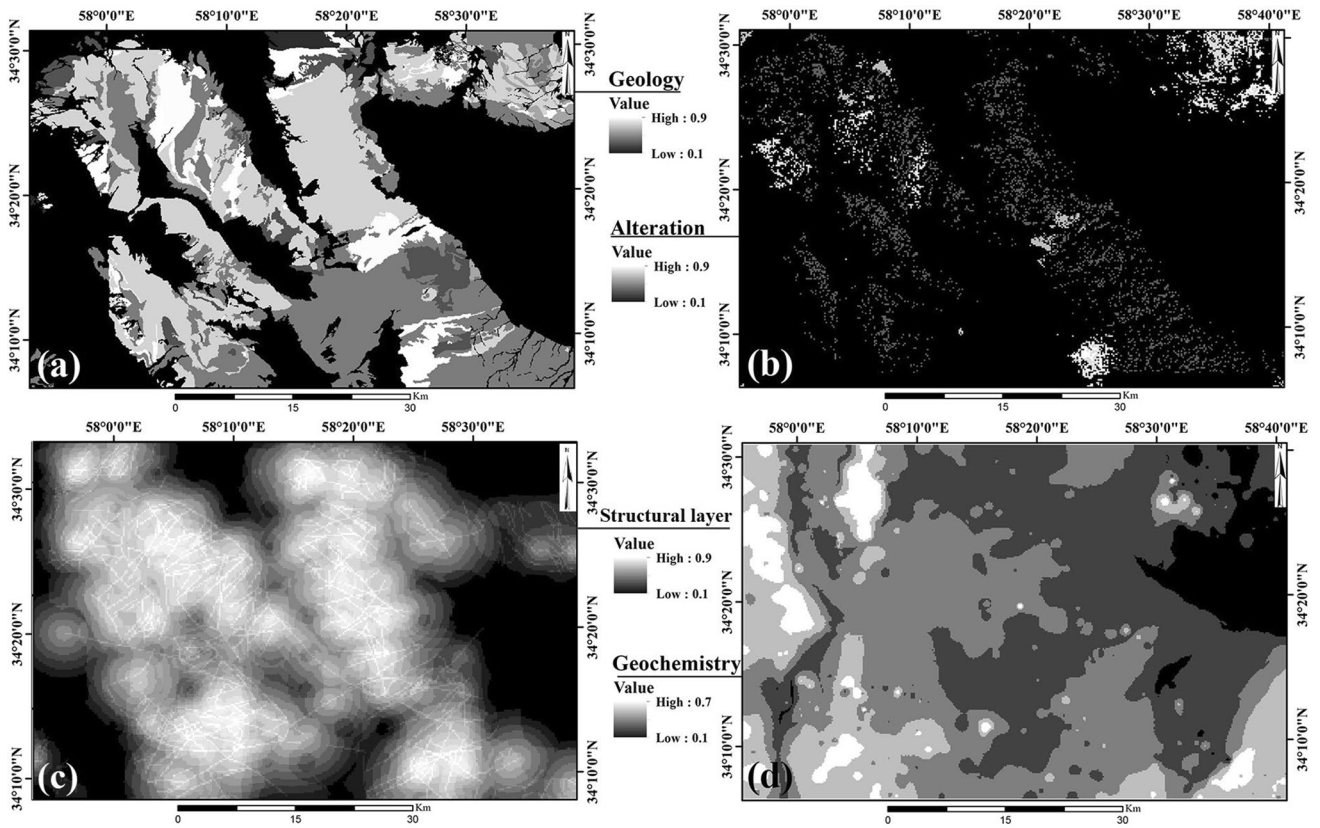 58°0'0"E 58°10'0"E 58°20'0"E 58°30'0"E
34°30'0"N 34°20'0"N 34°10'0"N
N
(a)
34°30'0"N 34°20'0"N 34°10'0"N
0 15 30 Km
Geology
Value
High : 0.9
Low : 0.1
Alteration
Value
High : 0.9
Low : 0.1
58°0'0"E 58°10'0"E 58°20'0"E 58°30'0"E 58°40'0"E
34°30'0"N 34°20'0"N 34°10'0"N
N
(b)
34°30'0"N 34°20'0"N 34°10'0"N
0 15 30 Km
58°0'0"E 58°10'0"E 58°20'0"E 58°30'0"E
34°30'0"N 34°20'0"N 34°10'0"N
N
(c)
34°30'0"N 34°20'0"N 34°10'0"N
0 15 30 Km
Structural layer
Value
High : 0.9
Low : 0.1
Geochemistry
Value
High : 0.7
Low : 0.1
58°0'0"E 58°10'0"E 58°20'0"E 58°30'0"E 58°40'0"E
34°30'0"N 34°20'0"N 34°10'0"N
N
(d)
34°30'0"N 34°20'0"N 34°10'0"N
0 15 30 Km